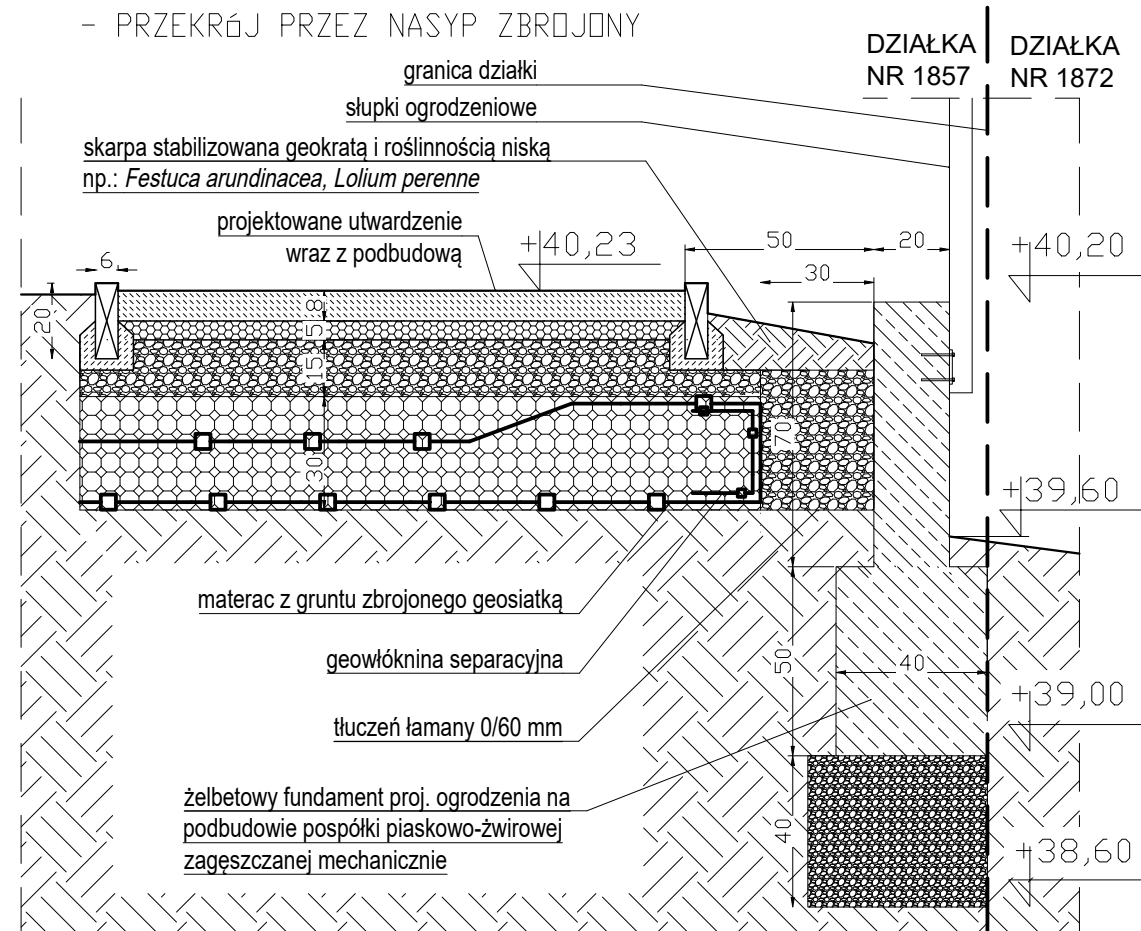 - PRZEKRÓJ PRZEZ NASYP ZBROJONY
DZIAŁKA
NR 1857
DZIAŁKA
NR 1872
granica działki
słupki ogrodzeniowe
skarpa stabilizowana geokratą i roślinnością niską
np.: Festuca arundinacea, Lolium perenne
projektowane utwardzenie
wraz z podbudową
+40,23
50
20
+40,20
30
6
20
8
5
15
70
30
+39,60
materac z gruntu zbrojonego geosiatką
geowłóknina separacyjna
50
40
+39,00
tłuczeń łamany 0/60 mm
żelbetowy fundament proj. ogrodzenia na
podbudowie pospółki piaskowo-żwirowej
zagęszczanej mechanicznie
40
+38,60